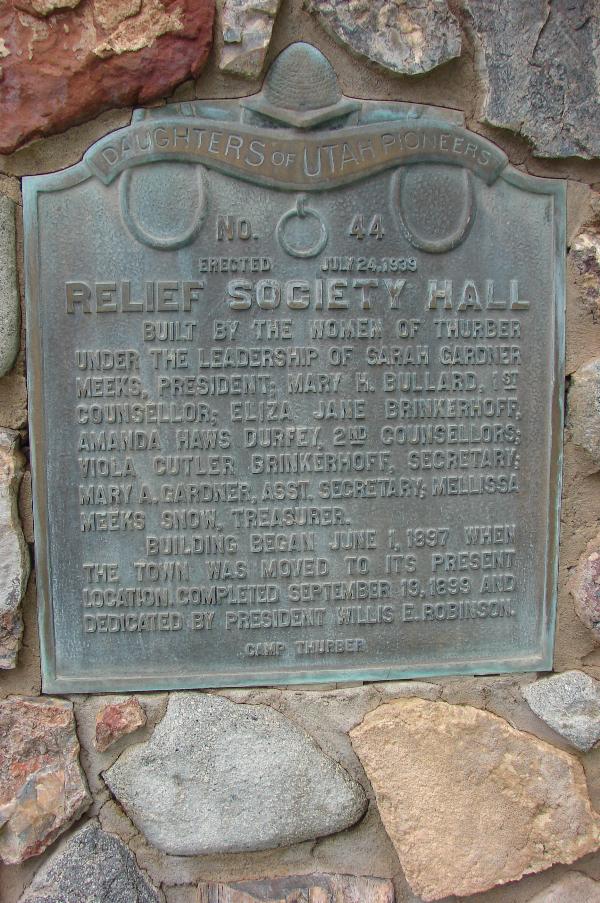 DAUGHTERS OF UTAH PIONEERS
NO. 44
ERECTED JULY 24, 1939
RELIEF SOCIETY HALL
BUILT BY THE WOMEN OF THURBER
UNDER THE LEADERSHIP OF SARAH GARDNER
MEEKS, PRESIDENT; MARY H. BULLARD, 1ST
COUNSELLOR; ELIZA JANE BRINKERHOFF,
AMANDA HAWS DURFEY, 2ND COUNSELLORS;
VIOLA CUTLER BRINKERHOFF, SECRETARY;
MARY A. GARDNER, ASST. SECRETARY; MELLISSA
MEEKS SNOW, TREASURER.
BUILDING BEGAN JUNE 1, 1897 WHEN
THE TOWN WAS MOVED TO ITS PRESENT
LOCATION. COMPLETED SEPTEMBER 19, 1899 AND
DEDICATED BY PRESIDENT WILLIS E. ROBINSON.
CAMP THURBER